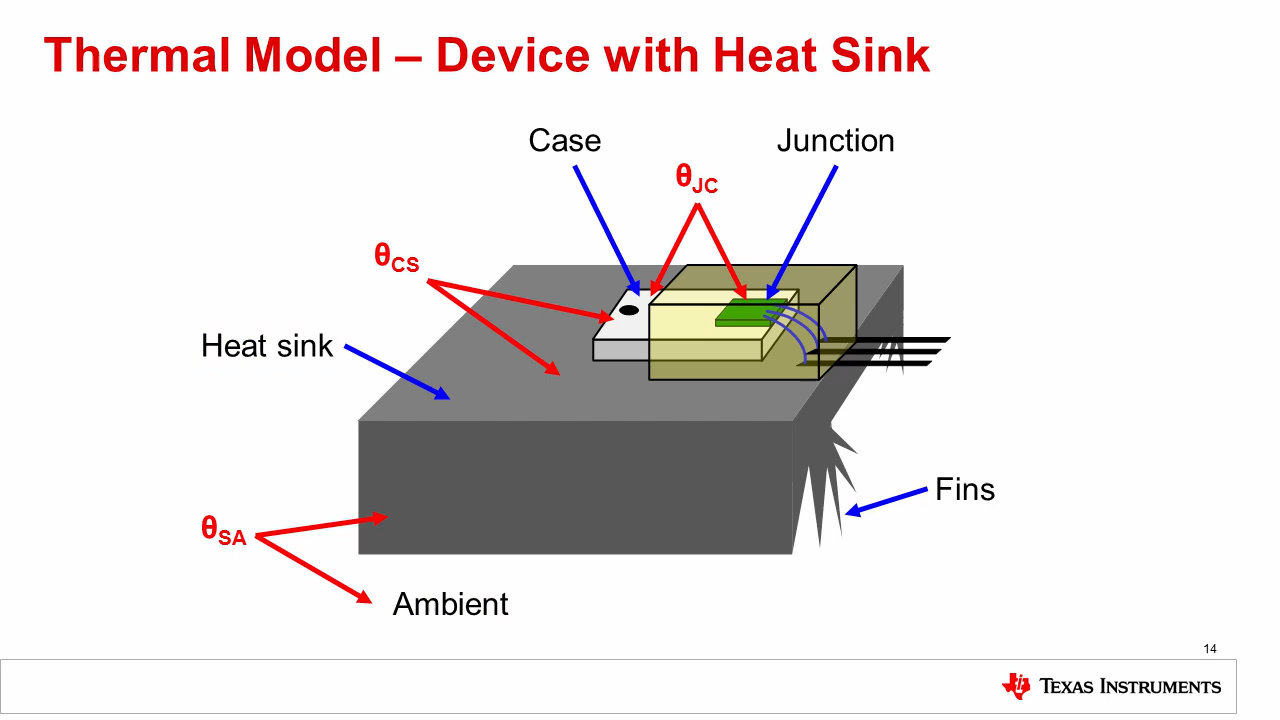 Thermal Model – Device with Heat Sink
Case
Junction
θJC
θCS
Heat sink
Fins
θSA
Ambient
14
TEXAS INSTRUMENTS